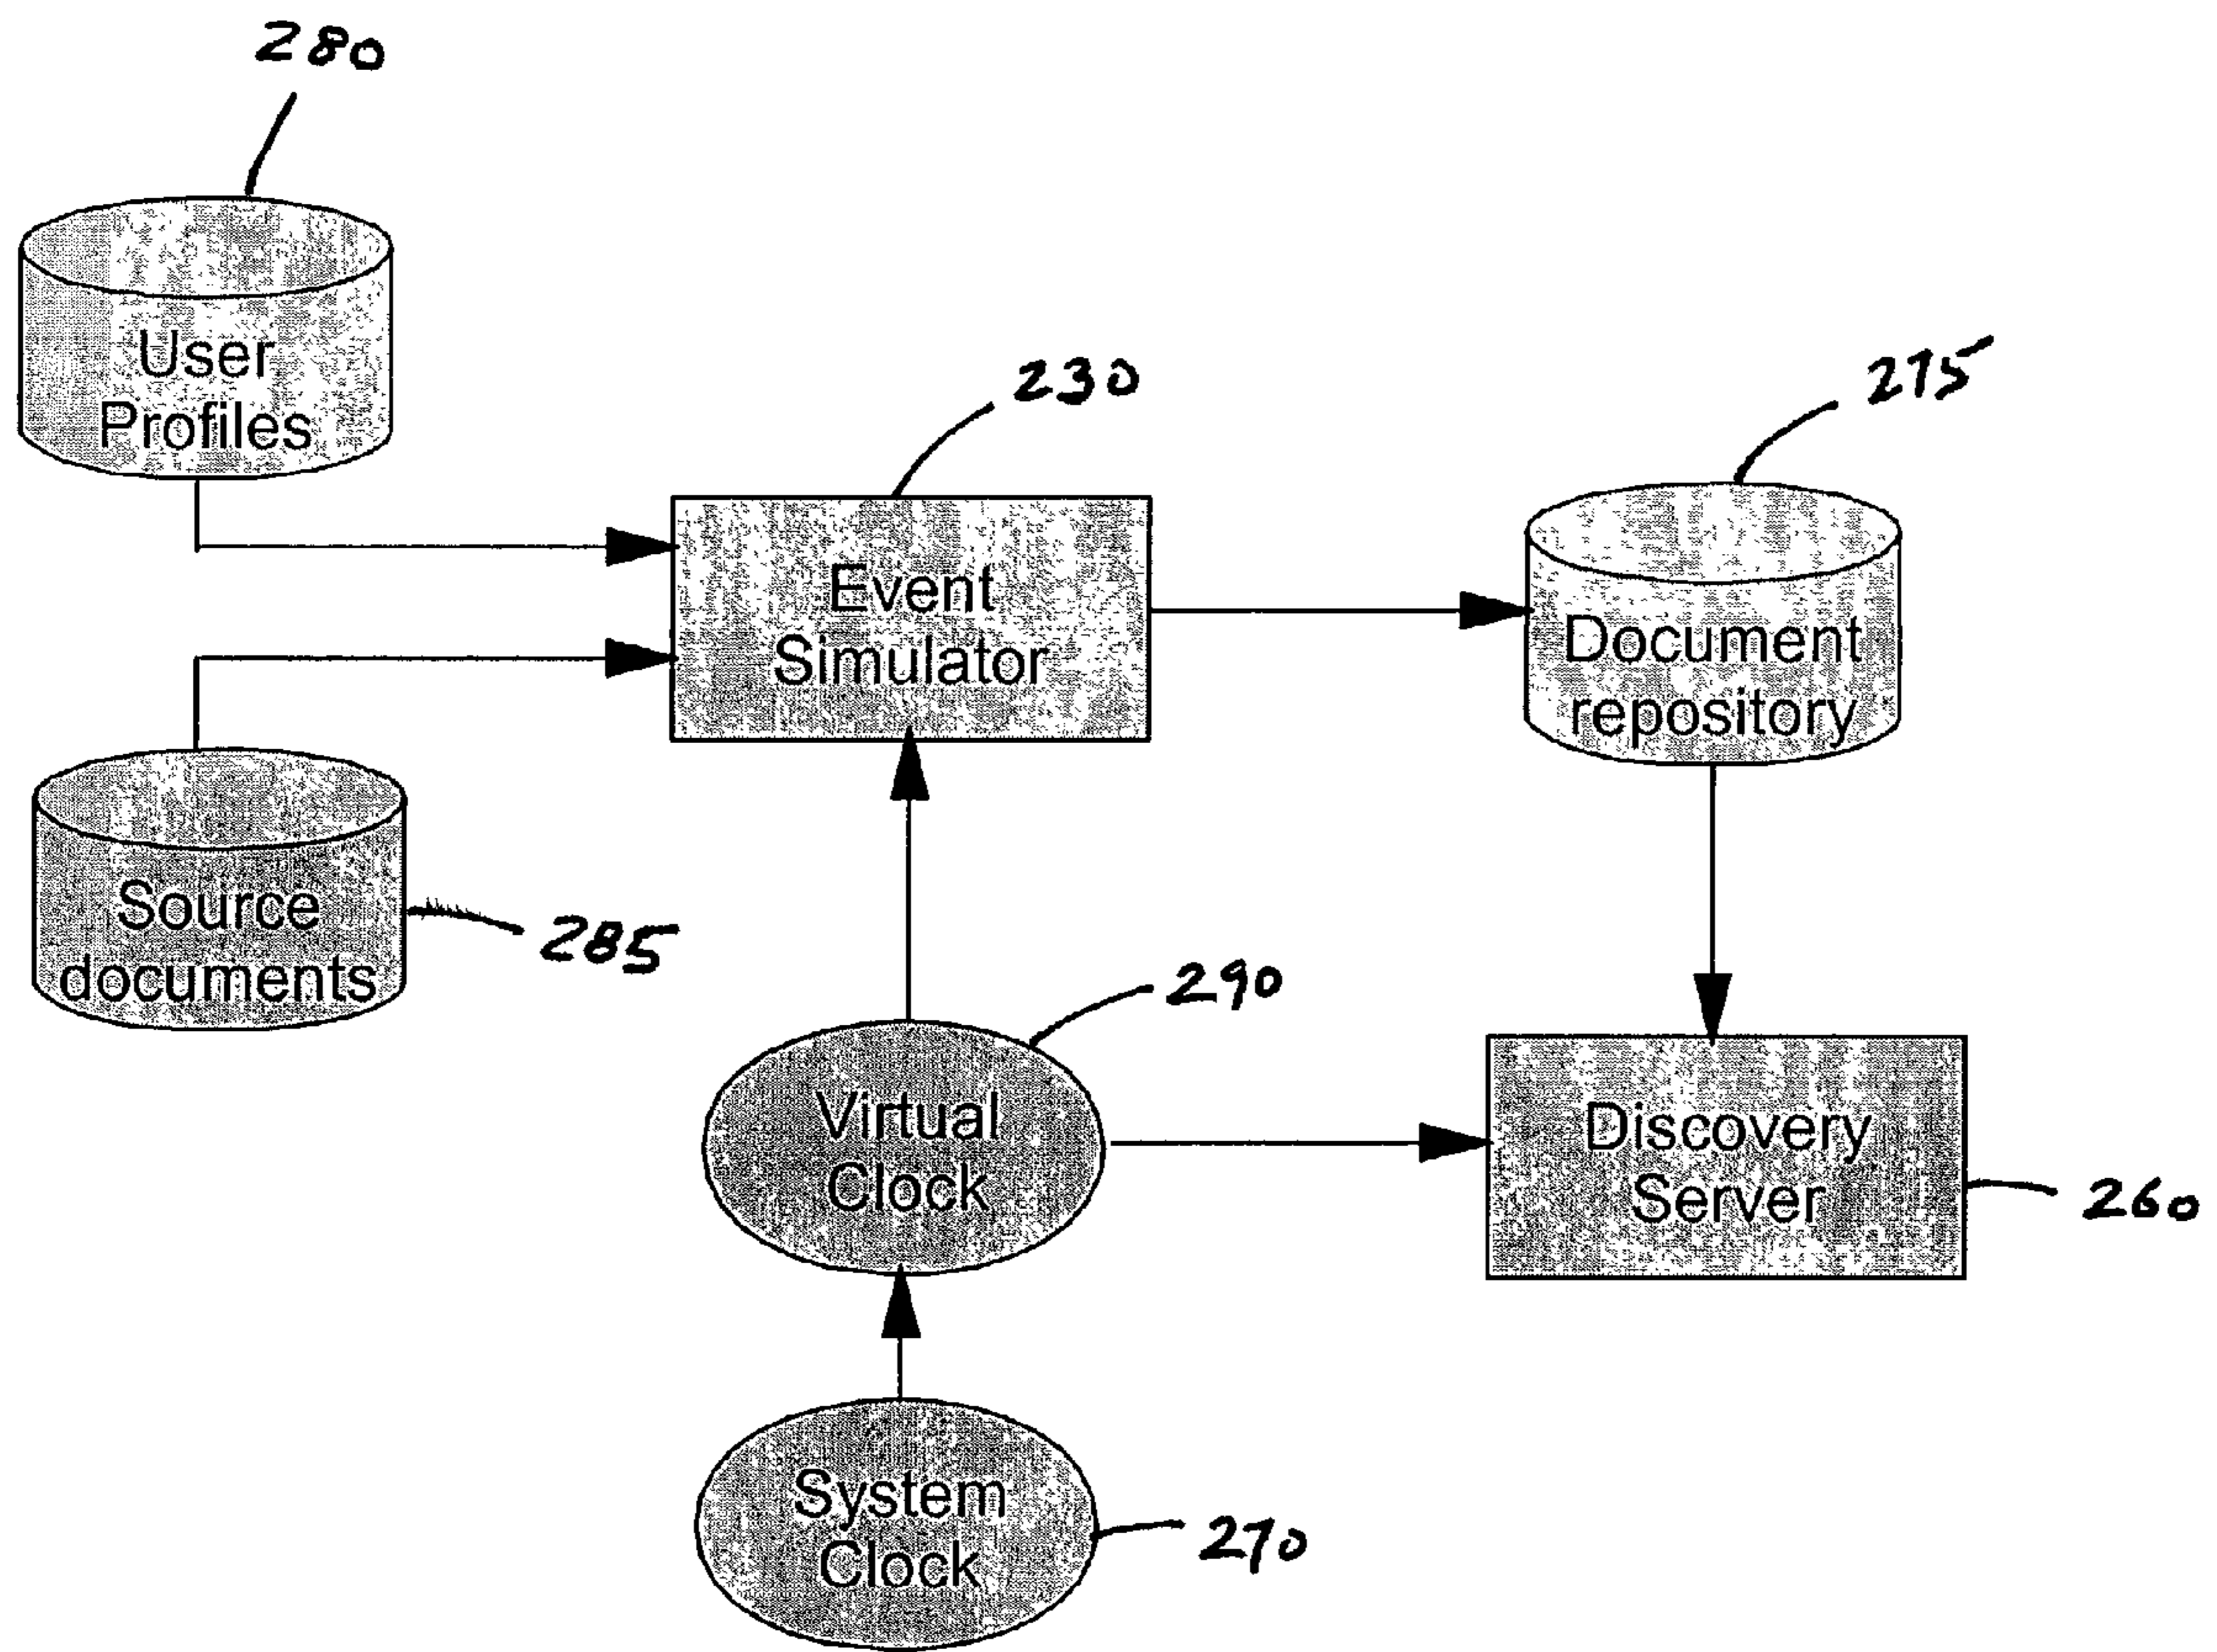 280
User
Profiles
230
275
Event
Simulator
Document
repository
Source
documents
285
290
Virtual
Clock
Discovery
Server
260
System
Clock
270